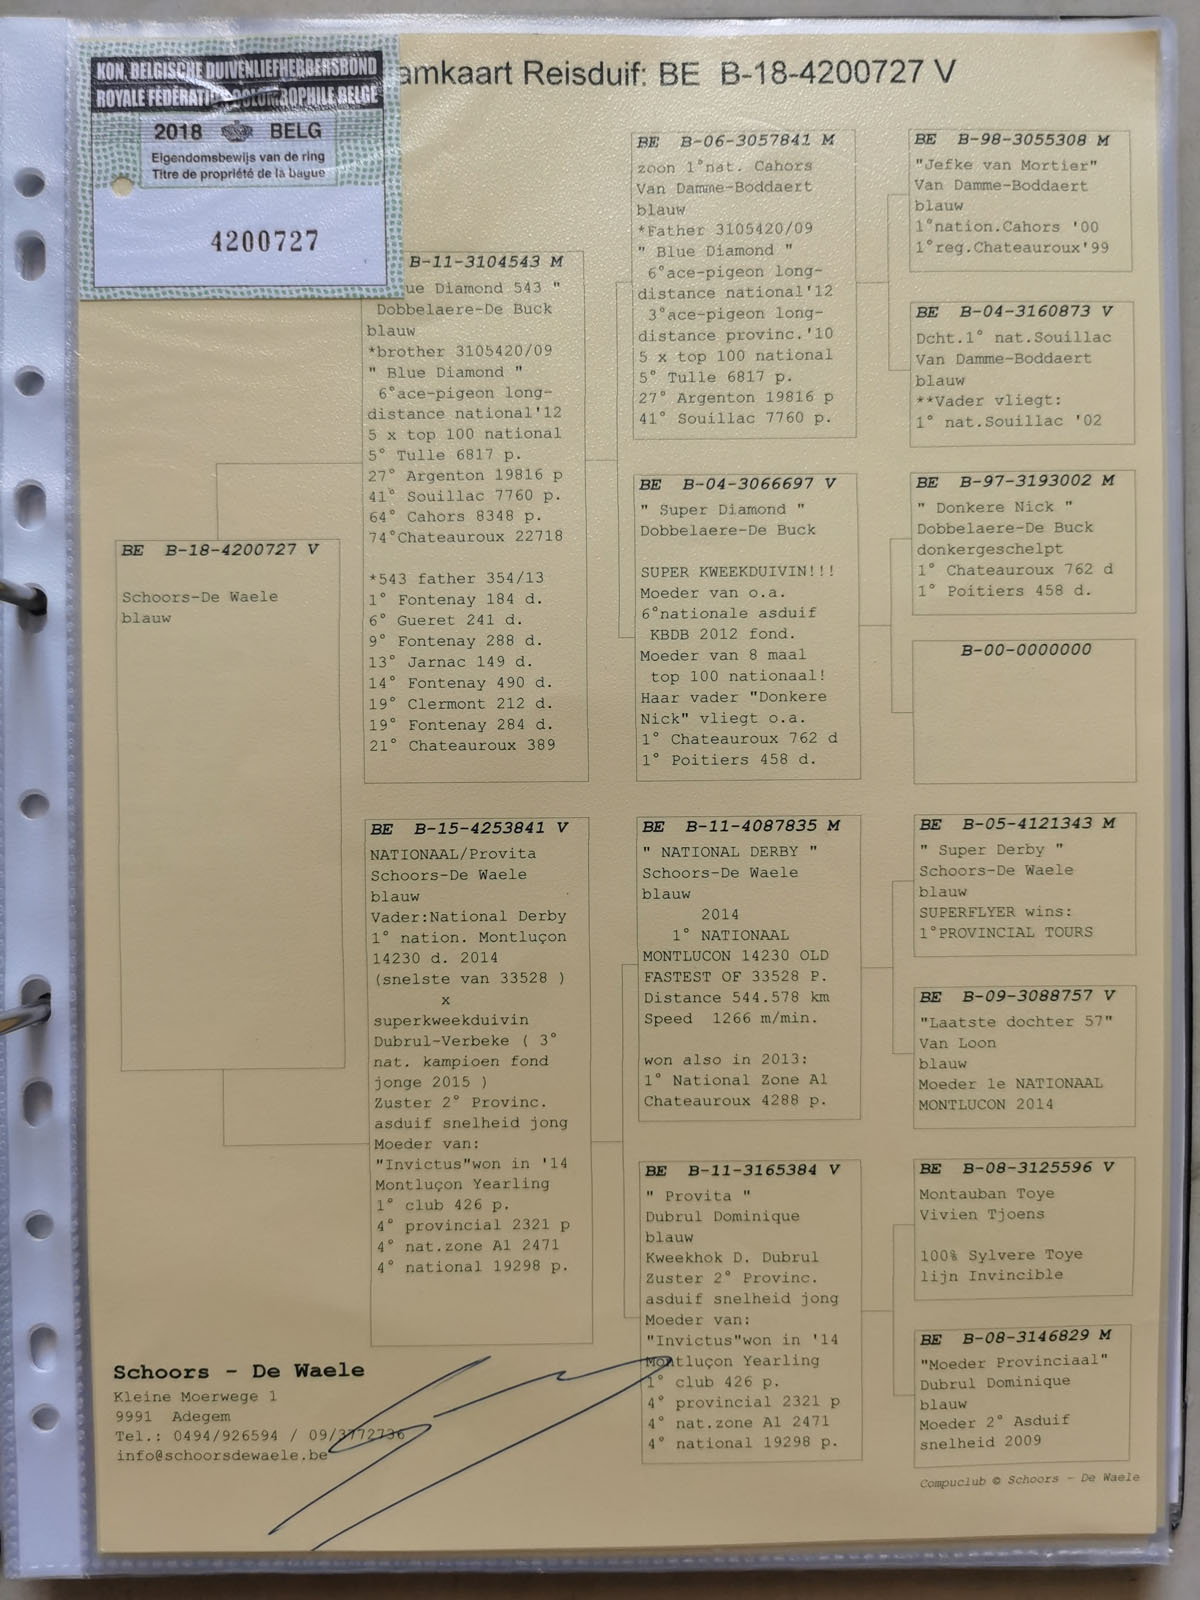 KON. BELGISCHE DUIVENLIEFHEBBERSBOND
ROYALE FÉDÉRATION COLOMBOPHILE BELGE
2018 BELG
Eigendomsbewijs van de ring
Titre de propriété de la bague
4200727
amkaart Reisduif: BE B-18-4200727 V
BE B-18-4200727 V
Schoors-De Waele
blauw
B-11-3104543 M
ue Diamond 543 "
Dobbelaere-De Buck
blauw
*brother 3105420/09
" Blue Diamond "
6°ace-pigeon long-
distance national'12
5 x top 100 national
5° Tulle 6817 p.
27° Argenton 19816 p
41° Souillac 7760 p.
64° Cahors 8348 p.
74°Chateauroux 22718
*543 father 354/13
1° Fontenay 184 d.
6° Gueret 241 d.
9° Fontenay 288 d.
13° Jarnac 149 d.
14° Fontenay 490 d.
19° Clermont 212 d.
19° Fontenay 284 d.
21° Chateauroux 389
BE B-15-4253841 V
NATIONAAL/Provita
Schoors-De Waele
blauw
Vader:National Derby
1° nation. Montluçon
14230 d. 2014
(snelste van 33528 )
x
superkweekduivin
Dubrul-Verbeke ( 3°
nat. kampioen fond
jonge 2015 )
Zuster 2° Provinc.
asduif snelheid jong
Moeder van:
"Invictus"won in '14
Montluçon Yearling
1° club 426 p.
4° provincial 2321 p
4° nat.zone A1 2471
4° national 19298 p.
BE B-06-3057841 M
zoon 1°nat. Cahors
Van Damme-Boddaert
blauw
*Father 3105420/09
" Blue Diamond "
6°ace-pigeon long-
distance national'12
3°ace-pigeon long-
distance provinc.'10
5 x top 100 national
5° Tulle 6817 p.
27° Argenton 19816 p
41° Souillac 7760 p.
BE B-04-3066697 V
" Super Diamond "
Dobbelaere-De Buck
SUPER KWEEKDUIVIN!!!
Moeder van o.a.
6°nationale asduif
KBDB 2012 fond.
Moeder van 8 maal
top 100 nationaal!
Haar vader "Donkere
Nick" vliegt o.a.
1° Chateauroux 762 d
1° Poitiers 458 d.
BE B-11-4087835 M
" NATIONAL DERBY "
Schoors-De Waele
blauw
2014
1° NATIONAAL
MONTLUCON 14230 OLD
FASTEST OF 33528 P.
Distance 544.578 km
Speed 1266 m/min.
won also in 2013:
1° National Zone A1
Chateauroux 4288 p.
BE B-11-3165384 V
" Provita "
Dubrul Dominique
blauw
Kweekhok D. Dubrul
Zuster 2° Provinc.
asduif snelheid jong
Moeder van:
"Invictus"won in '14
Montluçon Yearling
1° club 426 p.
4° provincial 2321 p
4° nat.zone A1 2471
4° national 19298 p.
BE B-98-3055308 M
"Jefke van Mortier"
Van Damme-Boddaert
blauw
1°nation.Cahors '00
1°reg.Chateauroux'99
BE B-04-3160873 V
Dcht.1° nat.Souillac
Van Damme-Boddaert
blauw
**Vader vliegt:
1° nat.Souillac '02
BE B-97-3193002 M
" Donkere Nick "
Dobbelaere-De Buck
donkergeschelpt
1° Chateauroux 762 d
1° Poitiers 458 d.
B-00-0000000
BE B-05-4121343 M
" Super Derby "
Schoors-De Waele
blauw
SUPERFLYER wins:
1°PROVINCIAL TOURS
BE B-09-3088757 V
"Laatste dochter 57"
Van Loon
blauw
Moeder 1e NATIONAAL
MONTLUCON 2014
BE B-08-3125596 V
Montauban Toye
Vivien Tjoens
100% Sylvere Toye
lijn Invincible
BE B-08-3146829 M
"Moeder Provinciaal"
Dubrul Dominique
blauw
Moeder 2° Asduif
snelheid 2009
Schoors - De Waele
Kleine Moerwege 1
9991 Adegem
Tel.: 0494/926594 / 09/3772736
info@schoorsdewaele.be
Compuclub © Schoors - De Waele